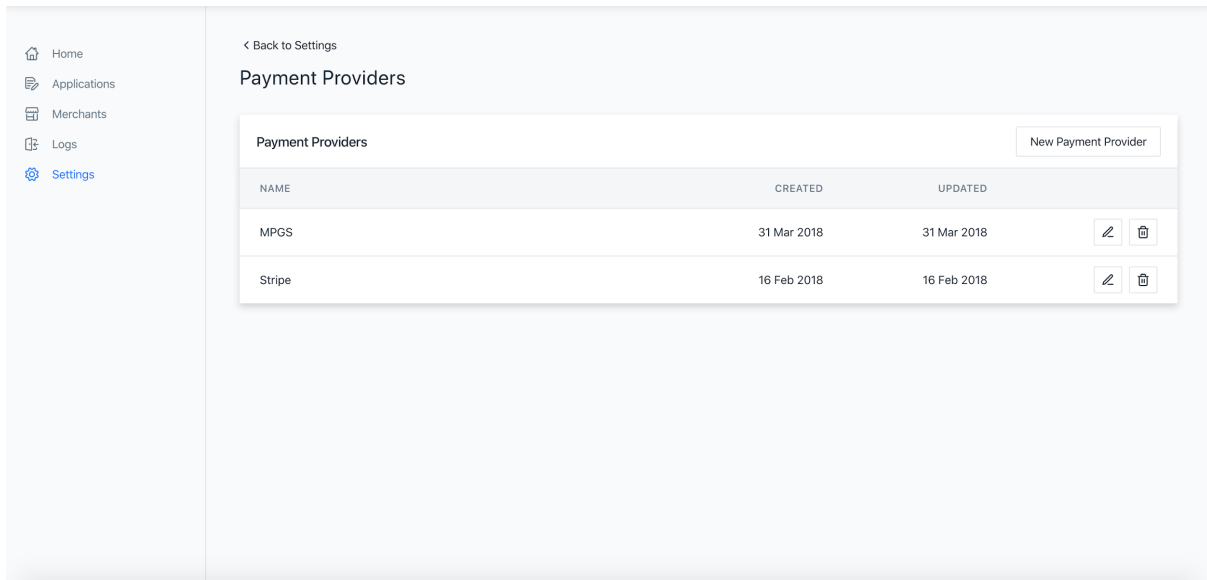 Home
Applications
Merchants
Logs
Settings
Back to Settings
Payment Providers
Payment Providers New Payment Provider
NAME CREATED UPDATED
MPGS 31 Mar 2018 31 Mar 2018
Stripe 16 Feb 2018 16 Feb 2018